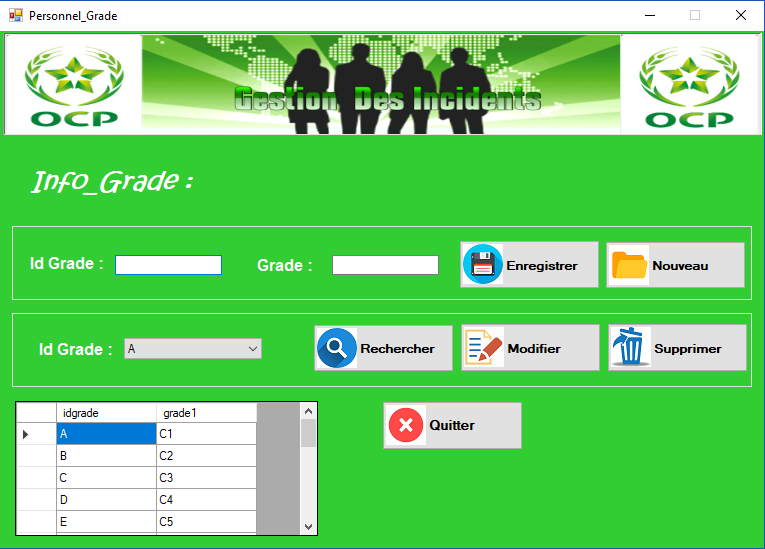 Personnel_Grade
OCP
Gestion Des Incidents
OCP
Info_Grade :
Id Grade :
Grade :
Enregistrer
Nouveau
Id Grade :
A
Rechercher
Modifier
Supprimer
idgrade grade1
A C1
B C2
C C3
D C4
E C5
Quitter